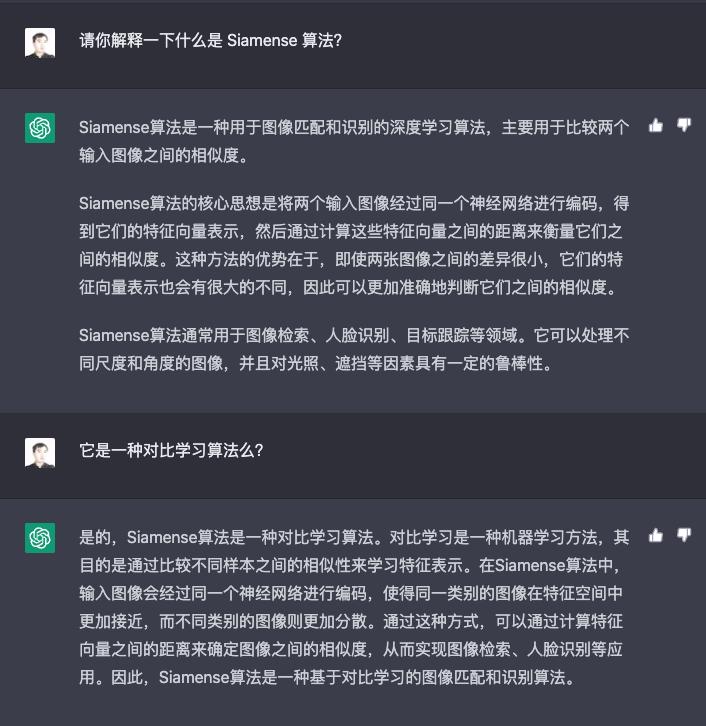 请你解释一下什么是 Siamense 算法?
Siamense算法是一种用于图像匹配和识别的深度学习算法，主要用于比较两个
输入图像之间的相似度。
Siamense算法的核心思想是将两个输入图像经过同一个神经网络进行编码，得
到它们的特征向量表示，然后通过计算这些特征向量之间的距离来衡量它们之
间的相似度。这种方法的优势在于，即使两张图像之间的差异很小，它们的特
征向量表示也会有很大的不同，因此可以更加准确地判断它们之间的相似度。
Siamense算法通常用于图像检索、人脸识别、目标跟踪等领域。它可以处理不
同尺度和角度的图像，并且对光照、遮挡等因素具有一定的鲁棒性。
它是一种对比学习算法么?
是的，Siamense算法是一种对比学习算法。对比学习是一种机器学习方法，其
目的是通过比较不同样本之间的相似性来学习特征表示。在Siamense算法中，
输入图像会经过同一个神经网络进行编码，使得同一类别的图像在特征空间中
更加接近，而不同类别的图像则更加分散。通过这种方式，可以通过计算特征
向量之间的距离来确定图像之间的相似度，从而实现图像检索、人脸识别等应
用。因此，Siamense算法是一种基于对比学习的图像匹配和识别算法。